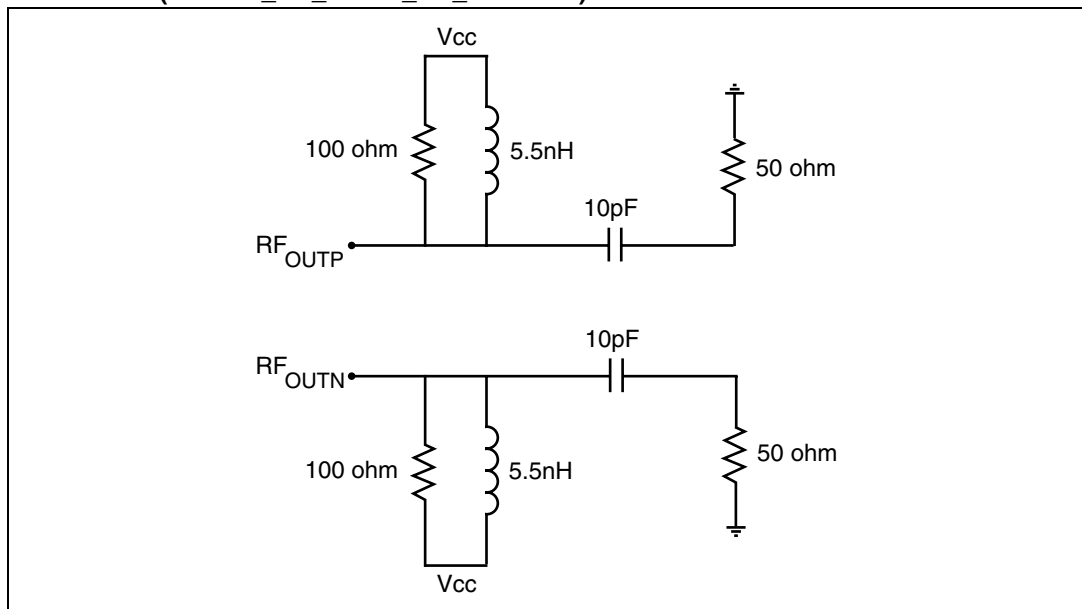 Vcc
100 ohm
5.5nH
50 ohm
10pF
RFOUTP
10pF
RFOUTN
100 ohm
5.5nH
50 ohm
Vcc